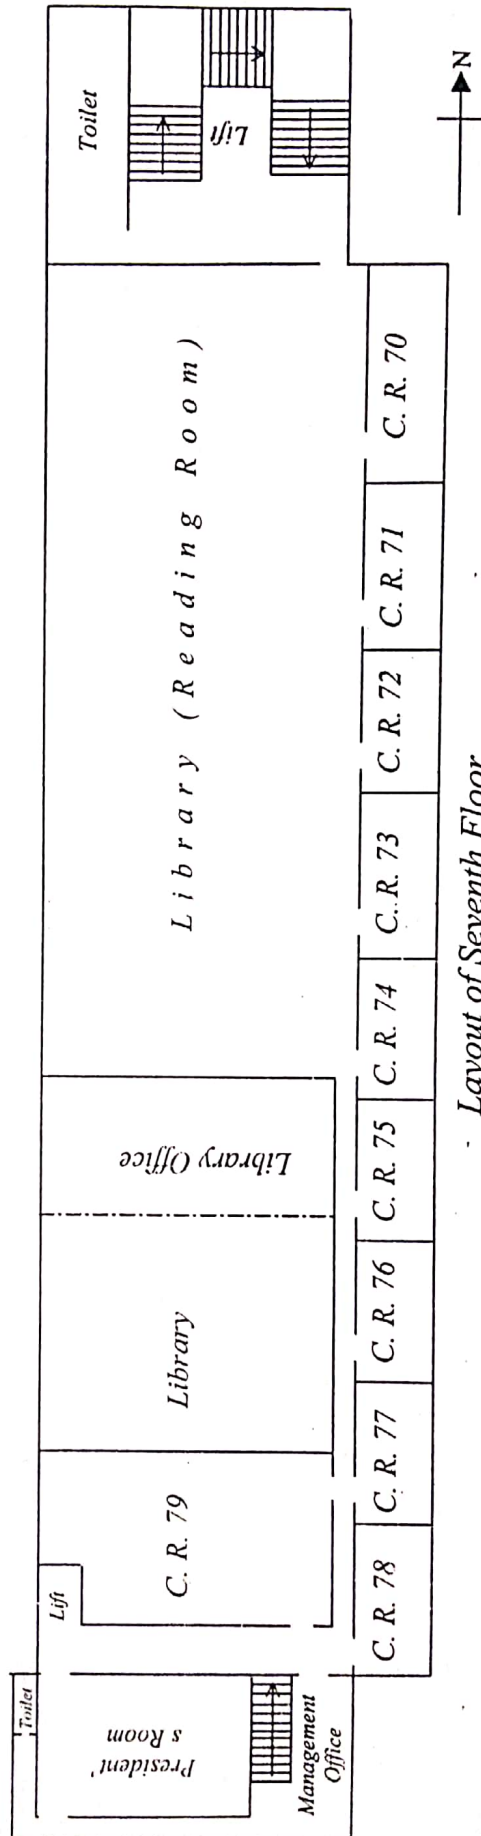 Toilet
Lift
N
Library (Reading Room)
C. R. 70
C. R. 71
C. R. 72
C. R. 73
C. R. 74
C. R. 75
C. R. 76
C. R. 77
C. R. 78
Library Office
Library
C. R. 79
Lift
Toilet
President'
s Room
Management
Office
Layout of Seventh Floor